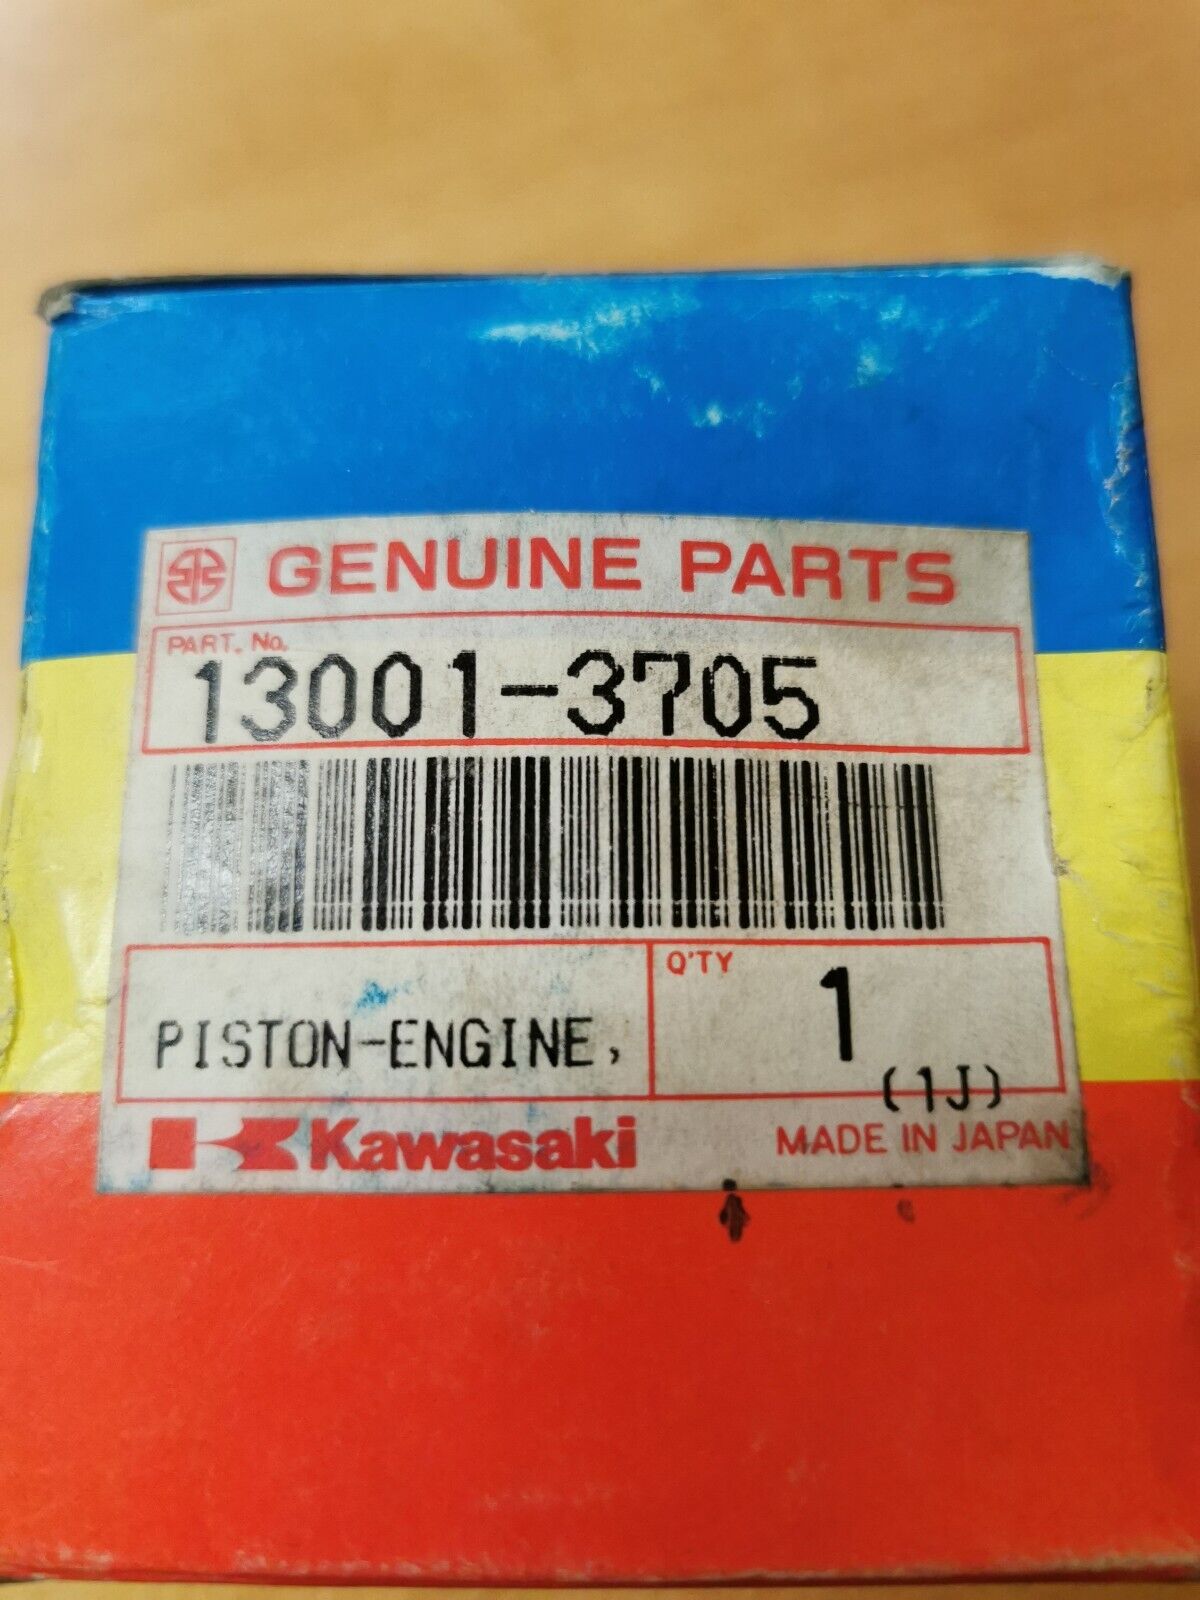 GENUINE PARTS
PART. No.
13001-3705
PISTON-ENGINE,
Q'TY
1
(1J)
Kawasaki
MADE IN JAPAN